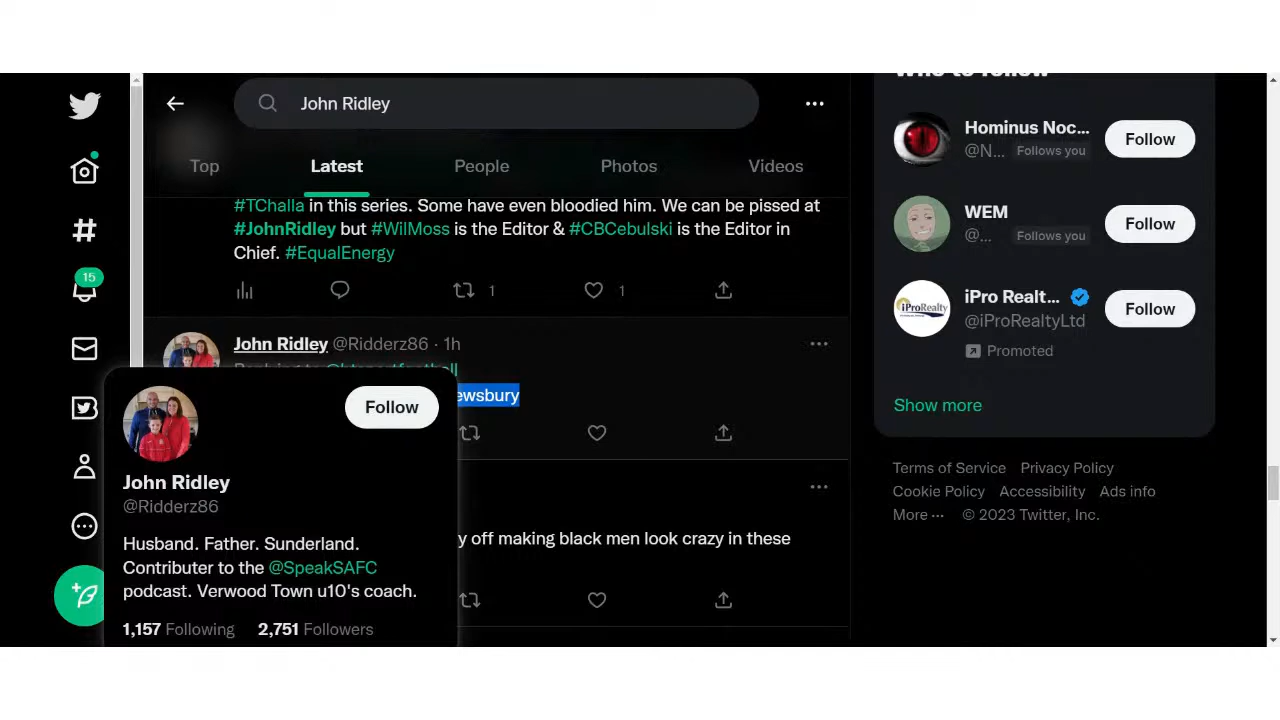 John Ridley
Top
Latest
People
Photos
Videos
#TChalla in this series. Some have even bloodied him. We can be pissed at
#JohnRidley but #WilMoss is the Editor & #CBCebulski is the Editor in
Chief. #EqualEnergy
1
1
15
John Ridley @Ridderz86 · 1h
ewsbury
Follow
John Ridley
@Ridderz86
Husband. Father. Sunderland.
Contributer to the @SpeakSAFC
podcast. Verwood Town u10's coach.
1,157 Following 2,751 Followers
y off making black men look crazy in these
Who to follow
Hominus Noc...
@N... Follows you
Follow
WEM
@... Follows you
Follow
iPro Realt...
@iProRealtyLtd
Promoted
Follow
iProRealty
Show more
Terms of Service Privacy Policy
Cookie Policy Accessibility Ads info
More ··· © 2023 Twitter, Inc.